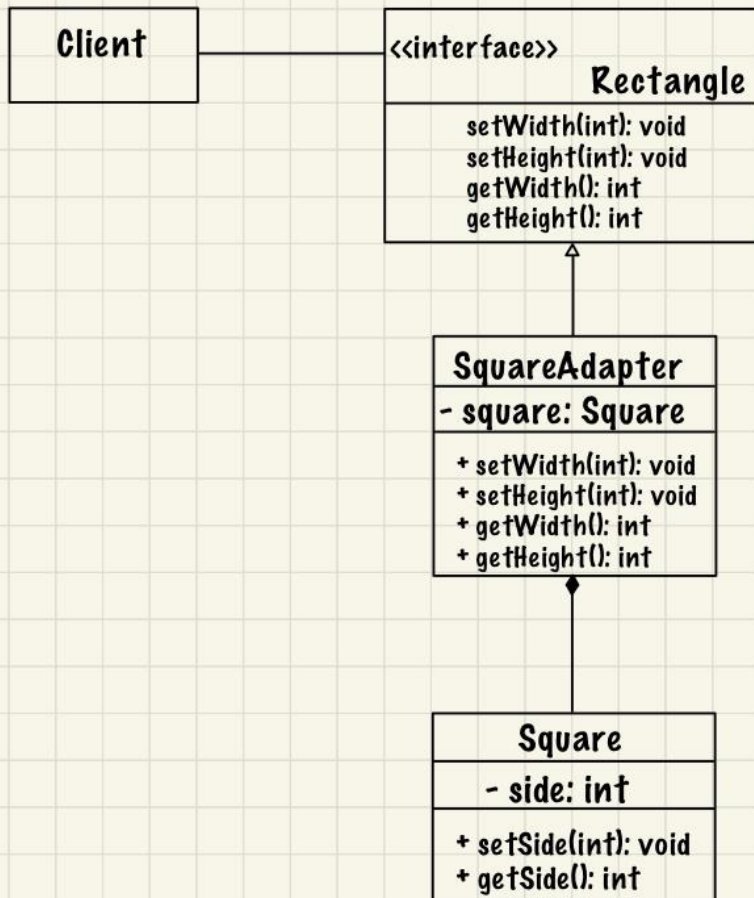 Client
<<interface>>
Rectangle
setWidth(int): void
setHeight(int): void
getWidth(): int
getHeight(): int
SquareAdapter
- square: Square
+ setWidth(int): void
+ setHeight(int): void
+ getWidth(): int
+ getHeight(): int
Square
- side: int
+ setSide(int): void
+ getSide(): int